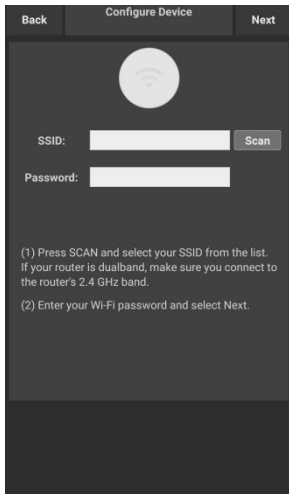 Back
Configure Device
Next
SSID:
Scan
Password:
(1) Press SCAN and select your SSID from the list.
If your router is dualband, make sure you connect to
the router's 2.4 GHz band.
(2) Enter your Wi-Fi password and select Next.